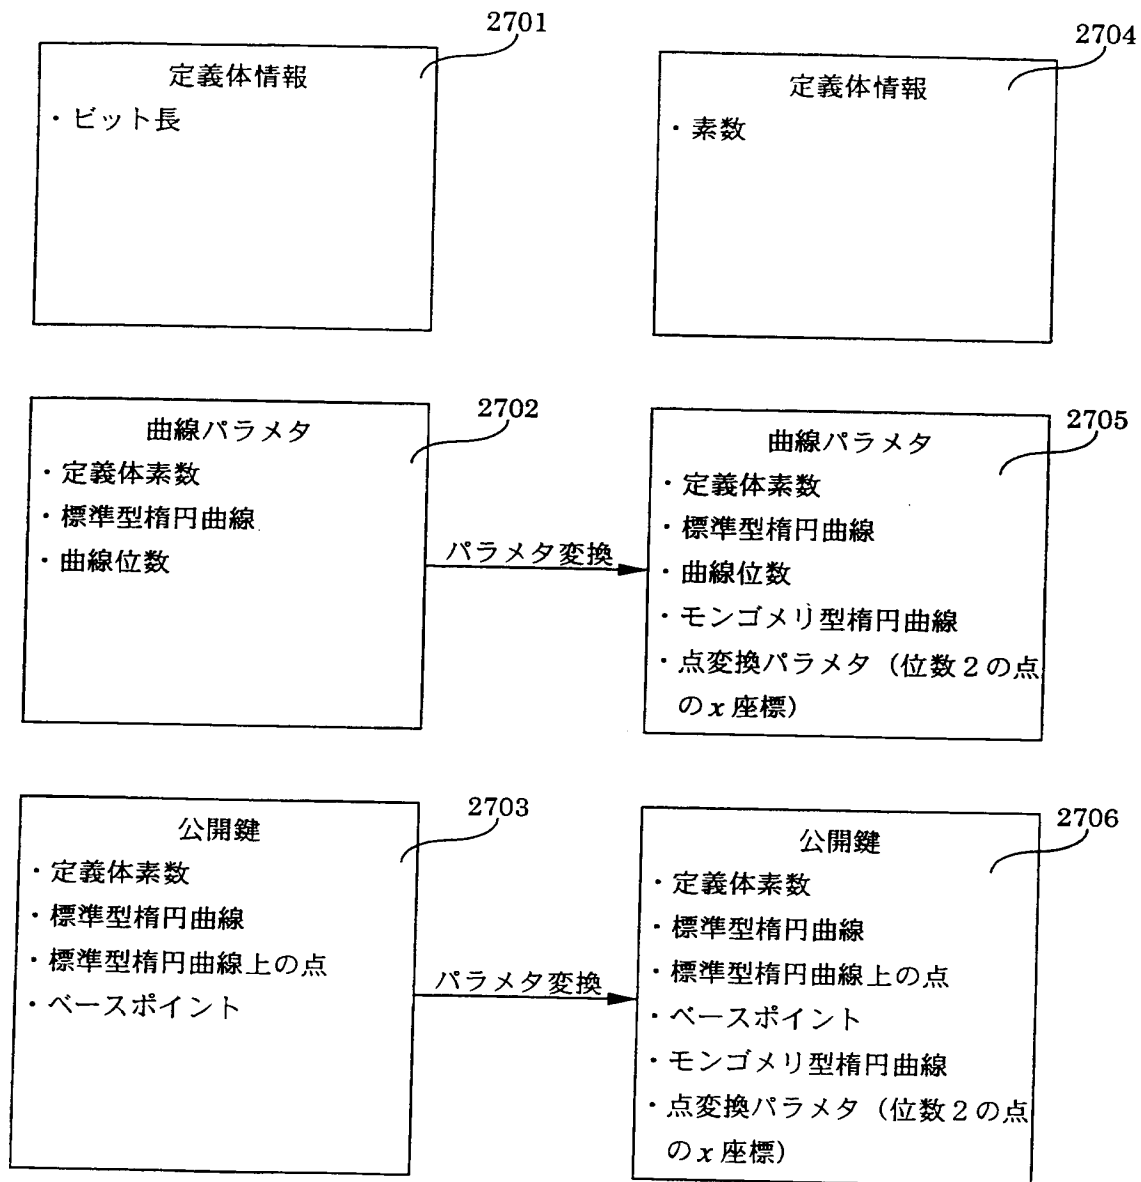 2701
定義体情報
・ビット長
2704
定義体情報
・素数
2702
曲線パラメタ
・定義体素数
・標準型楕円曲線
・曲線位数
パラメタ変換
2705
曲線パラメタ
・定義体素数
・標準型楕円曲線
・曲線位数
・モンゴメリ型楕円曲線
・点変換パラメタ（位数２の点
のx座標）
2703
公開鍵
・定義体素数
・標準型楕円曲線
・標準型楕円曲線上の点
・ベースポイント
パラメタ変換
2706
公開鍵
・定義体素数
・標準型楕円曲線
・標準型楕円曲線上の点
・ベースポイント
・モンゴメリ型楕円曲線
・点変換パラメタ（位数２の点
のx座標）